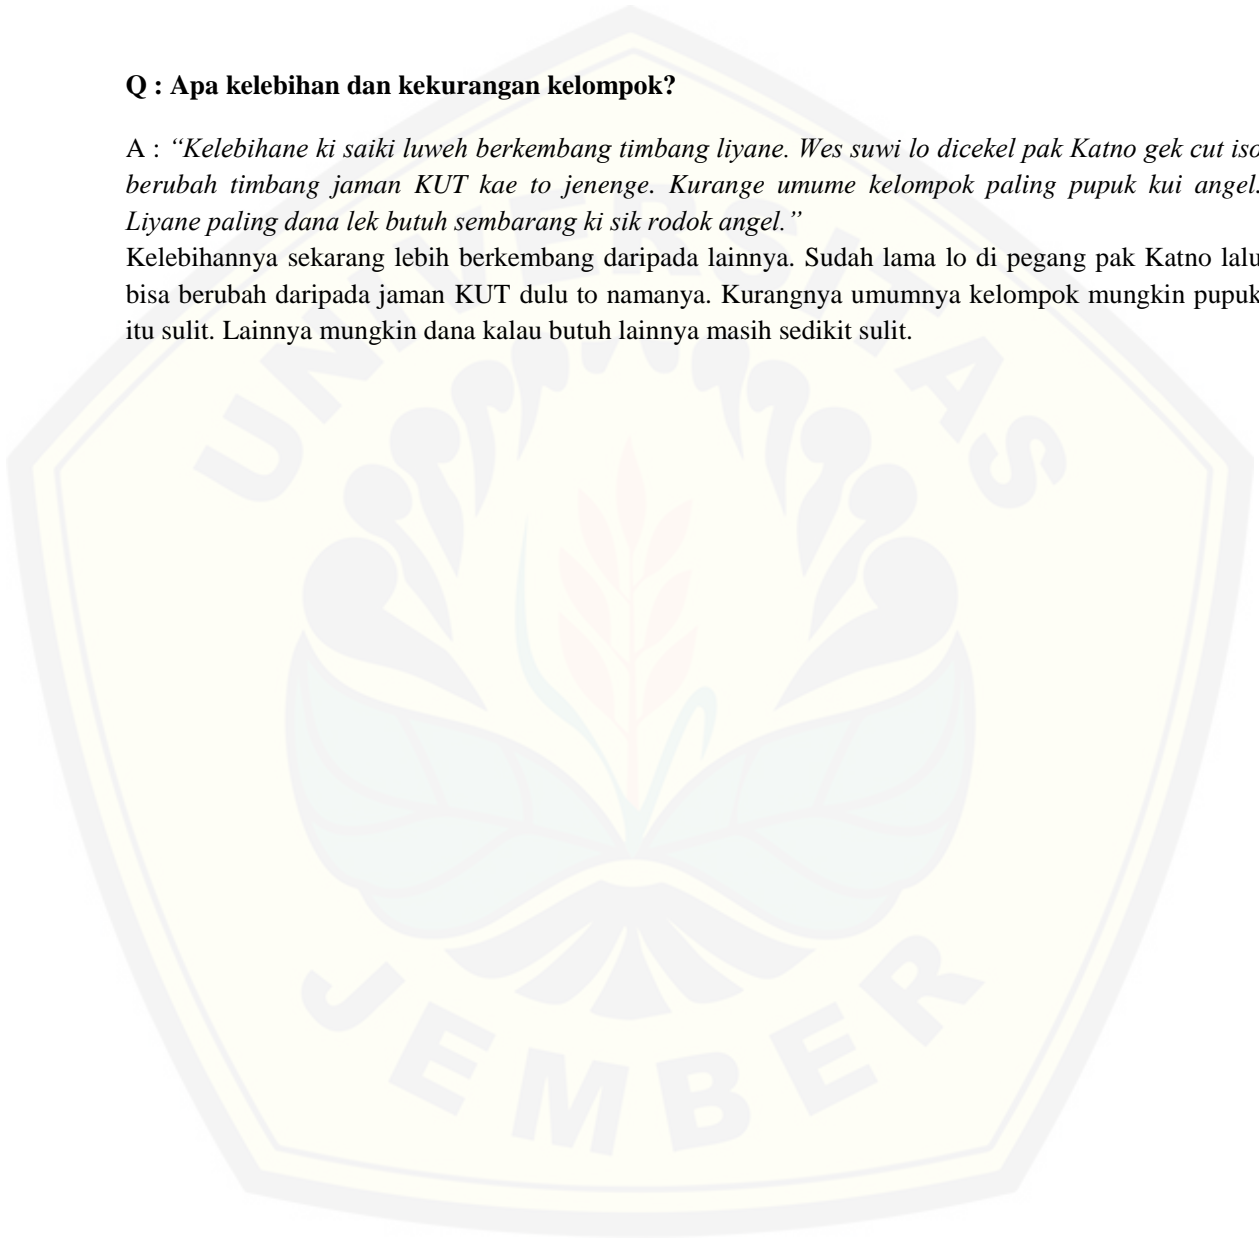 Q : Apa kelebihan dan kekurangan kelompok?
A : “Kelebihane ki saiki luweh berkembang timbang liyane. Wes suwi lo dicekel pak Katno gek cut iso
berubah timbang jaman KUT kae to jenenge. Kurange umume kelompok paling pupuk kui angel.
Liyane paling dana lek butuh sembarang ki sik rodok angel.”
Kelebihannya sekarang lebih berkembang daripada lainnya. Sudah lama lo di pegang pak Katno lalu
bisa berubah daripada jaman KUT dulu to namanya. Kurangnya umumnya kelompok mungkin pupuk
itu sulit. Lainnya mungkin dana kalau butuh lainnya masih sedikit sulit.
UNIVERSITAS
JEMBER